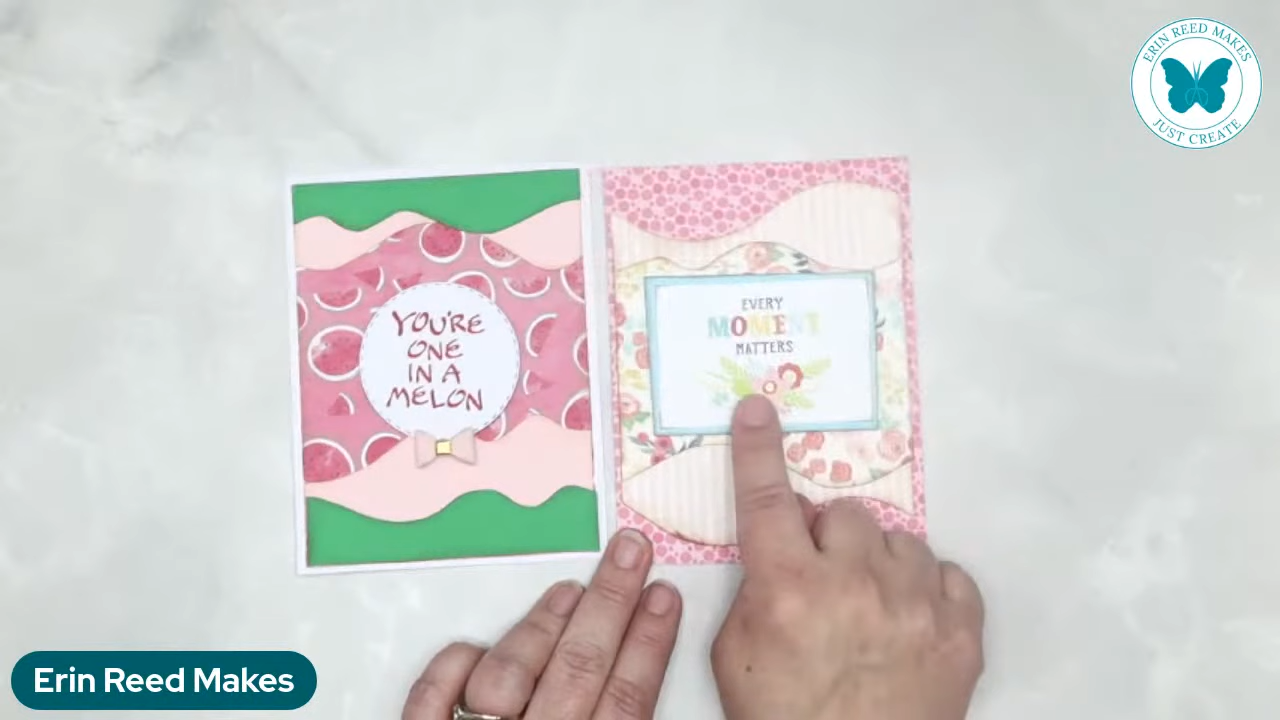 ERIN REED MAKES
JUST CREATE
YOU'RE
ONE
IN A
MELON
EVERY
MOMENT
MATTERS
Erin Reed Makes